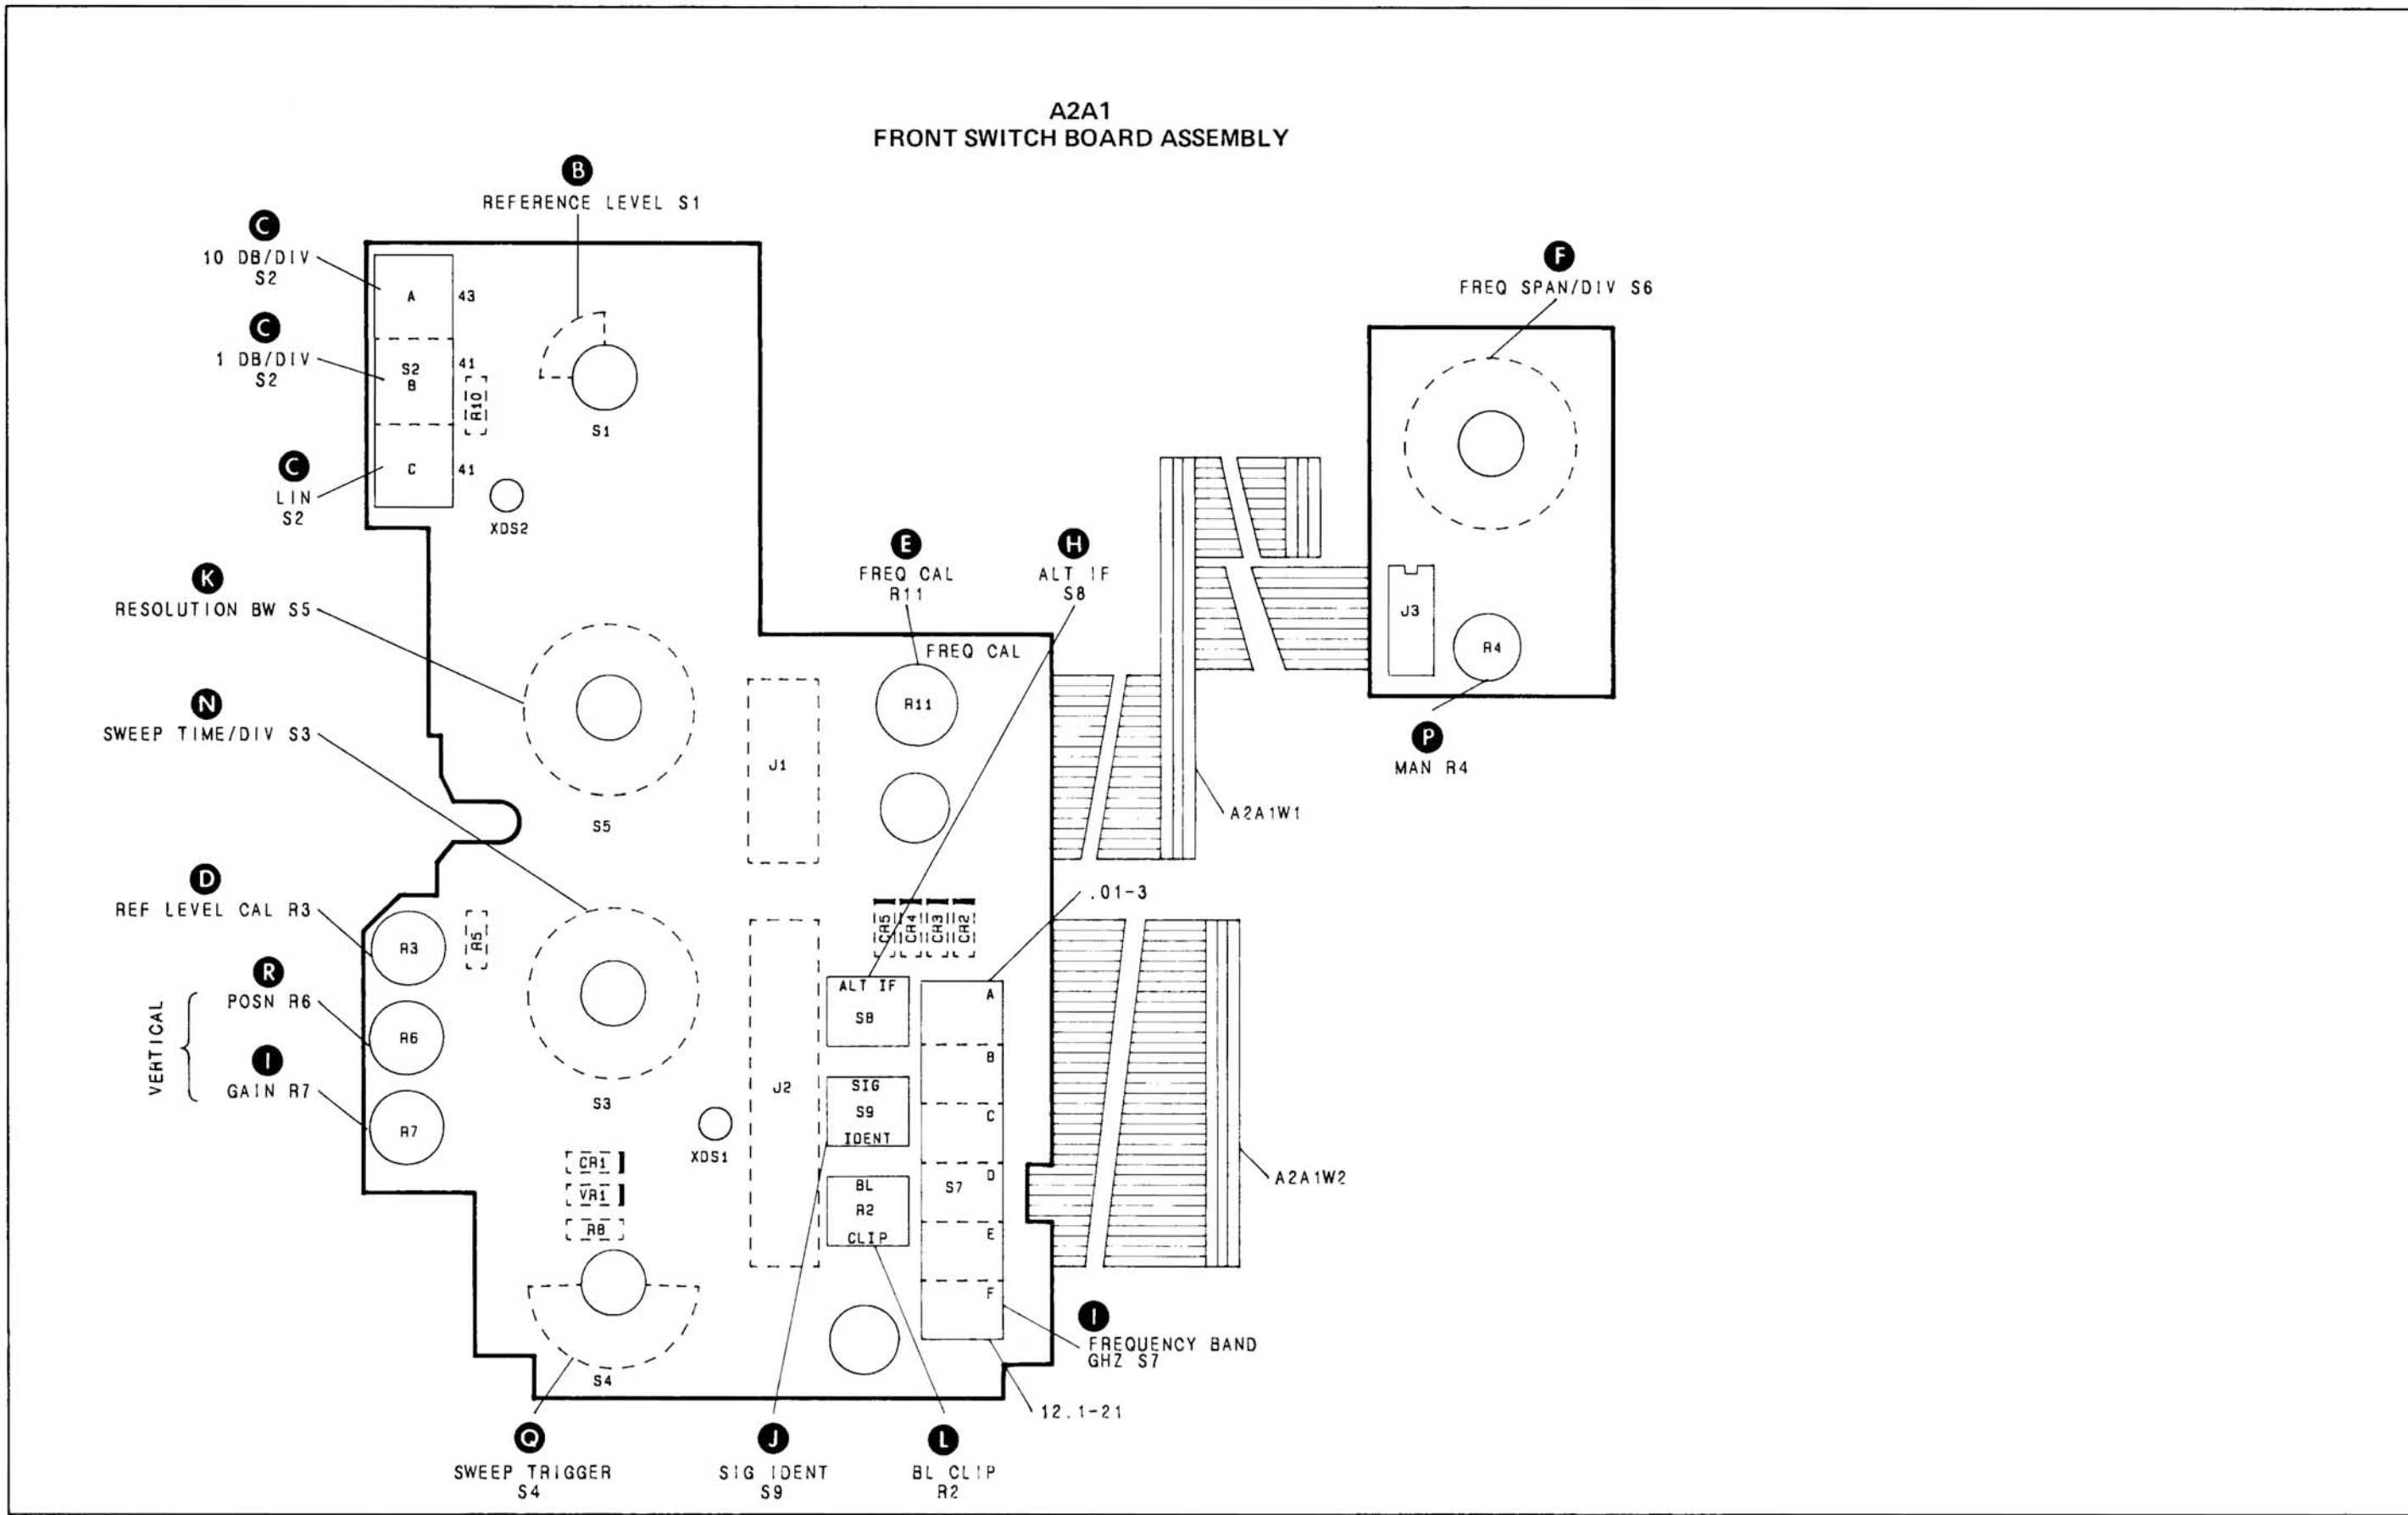 A2A1
FRONT SWITCH BOARD ASSEMBLY
B
REFERENCE LEVEL S1
C
10 DB/DIV
S2
C
1 DB/DIV
S2
C
LIN
S2
A
43
S2
B
41
R10
C
41
S1
XDS2
F
FREQ SPAN/DIV S6
J3
R4
P
MAN R4
K
RESOLUTION BW S5
E
FREQ CAL
R11
H
ALT IF
S8
FREQ CAL
R11
N
SWEEP TIME/DIV S3
J1
S5
A2A1W1
D
REF LEVEL CAL R3
R3
R5
CR5
CR4
CR3
CR2
.01-3
VERTICAL
R
POSN R6
R6
I
GAIN R7
R7
S3
J2
ALT IF
S8
SIG
S9
IDENT
BL
R2
CLIP
A
B
C
D
S7
E
F
XDS1
CR1
VR1
R8
S4
A2A1W2
I
FREQUENCY BAND
GHZ S7
12.1-21
Q
SWEEP TRIGGER
S4
J
SIG IDENT
S9
L
BL CLIP
R2